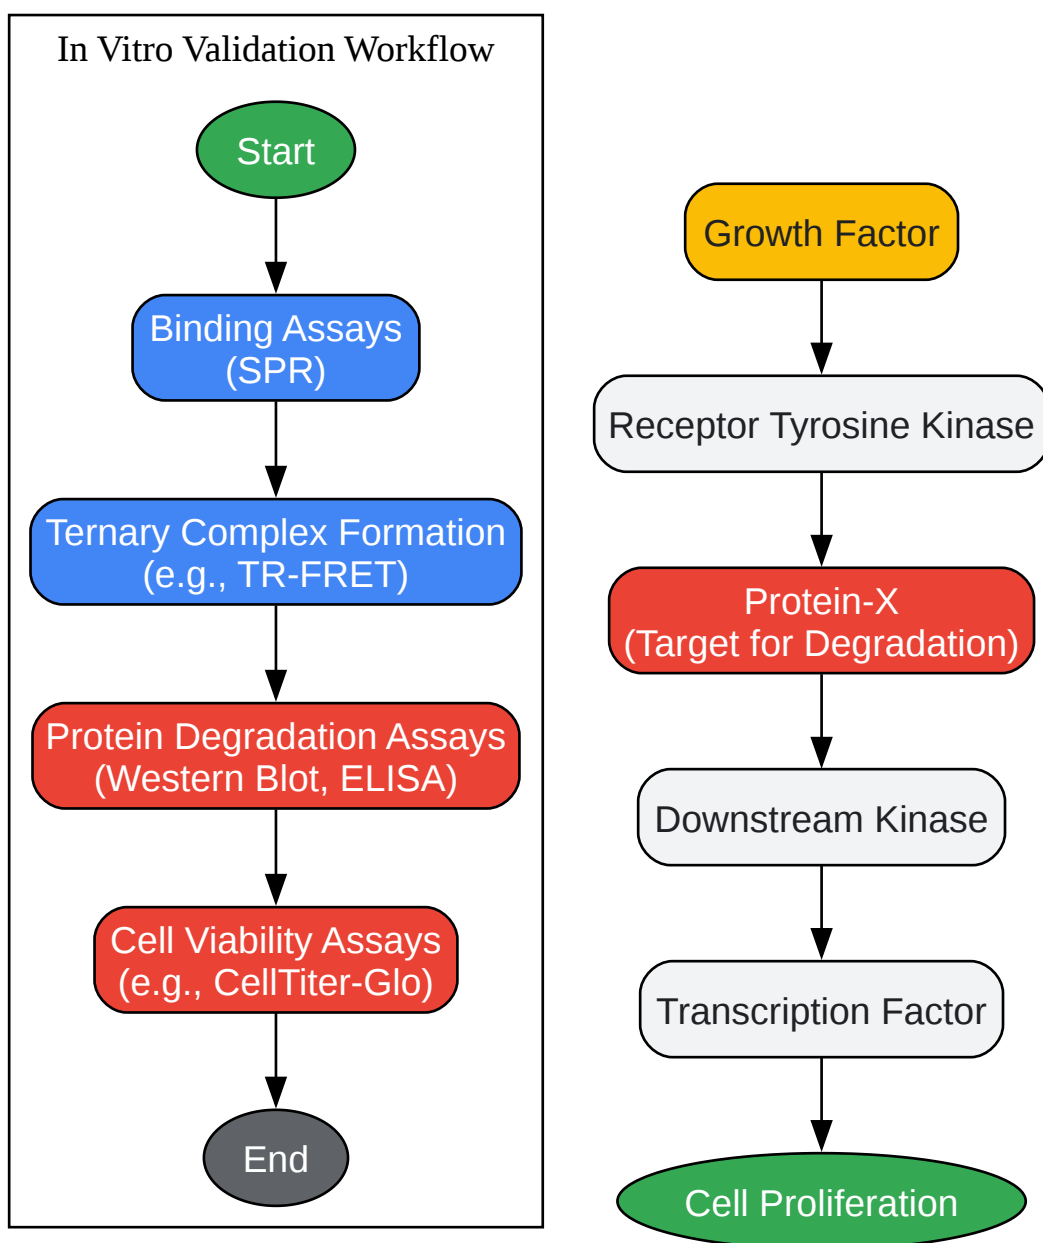 In Vitro Validation Workflow
Start
Binding Assays
(SPR)
Ternary Complex Formation
(e.g., TR-FRET)
Protein Degradation Assays
(Western Blot, ELISA)
Cell Viability Assays
(e.g., CellTiter-Glo)
End
Growth Factor
Receptor Tyrosine Kinase
Protein-X
(Target for Degradation)
Downstream Kinase
Transcription Factor
Cell Proliferation